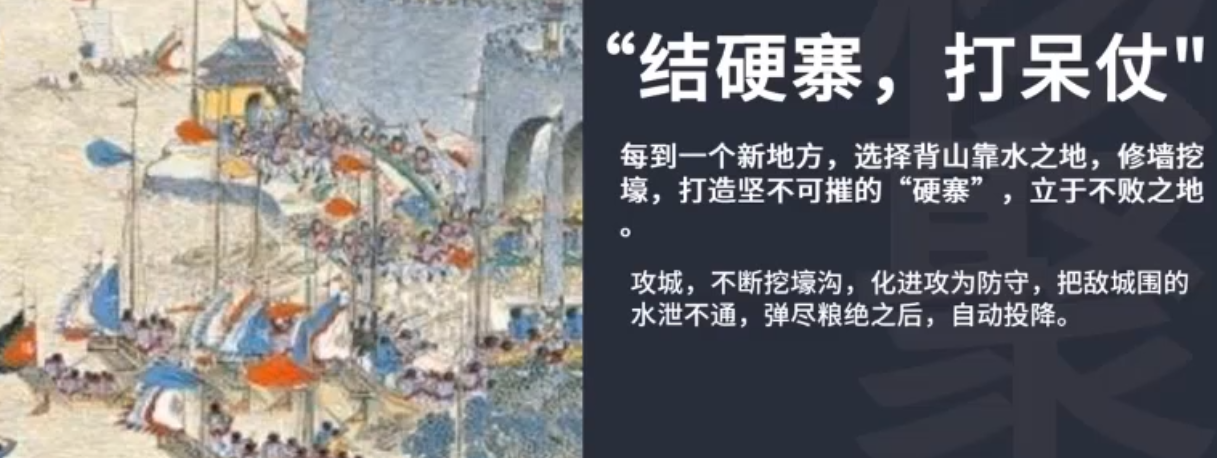 “结硬寨，打呆仗"
每到一个新地方，选择背山靠水之地，修墙挖
壕，打造坚不可摧的“硬寨”，立于不败之地
。
攻城，不断挖壕沟，化进攻为防守，把敌城围的
水泄不通，弹尽粮绝之后，自动投降。